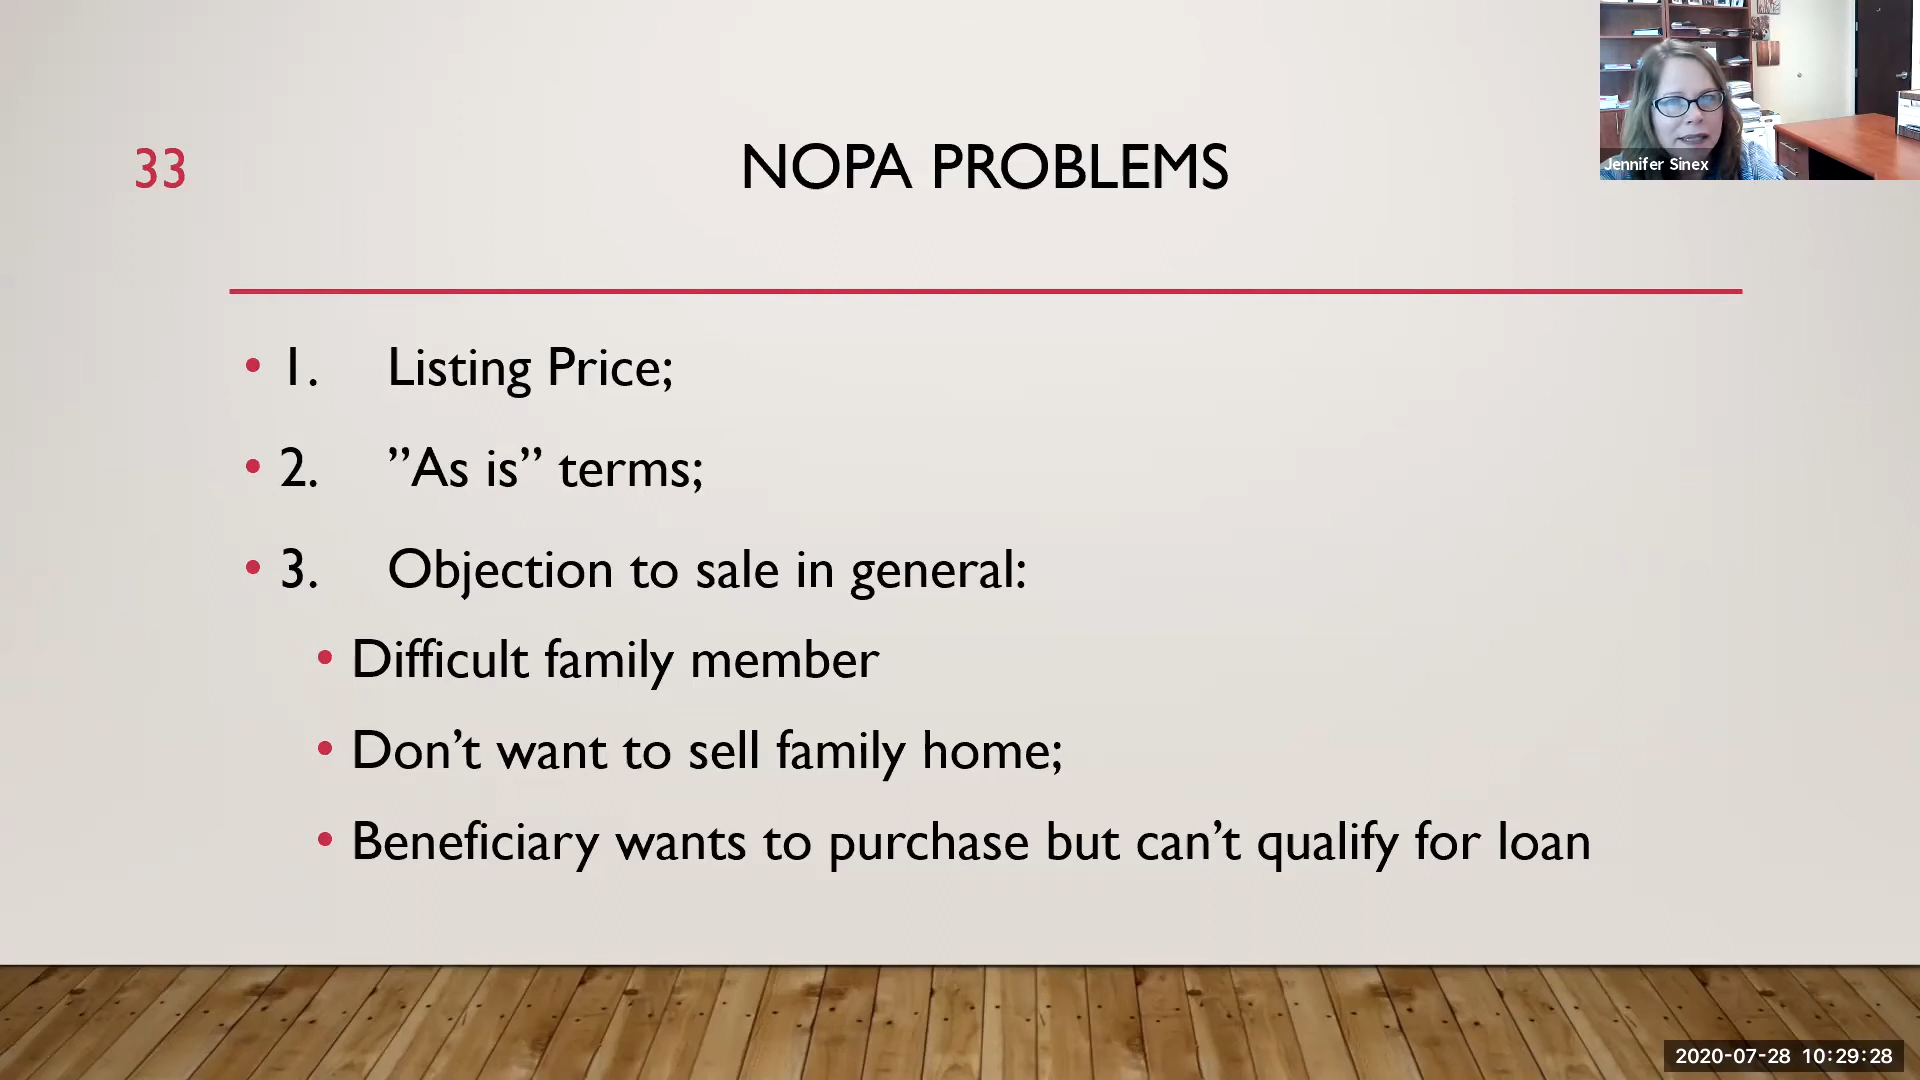 33
NOPA PROBLEMS
Jennifer Sinex
• 1. Listing Price;
• 2. ”As is” terms;
• 3. Objection to sale in general:
• Difficult family member
• Don’t want to sell family home;
• Beneficiary wants to purchase but can’t qualify for loan
2020-07-28 10:29:28